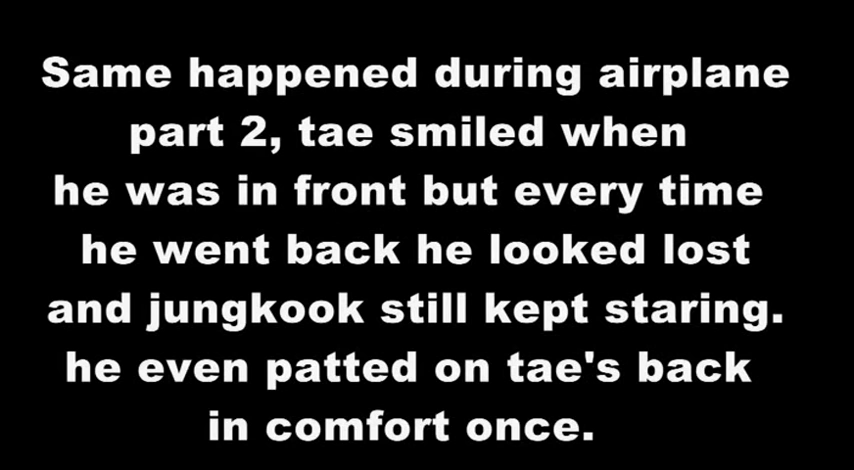 Same happened during airplane
part 2, tae smiled when
he was in front but every time
he went back he looked lost
and jungkook still kept staring.
he even patted on tae's back
in comfort once.